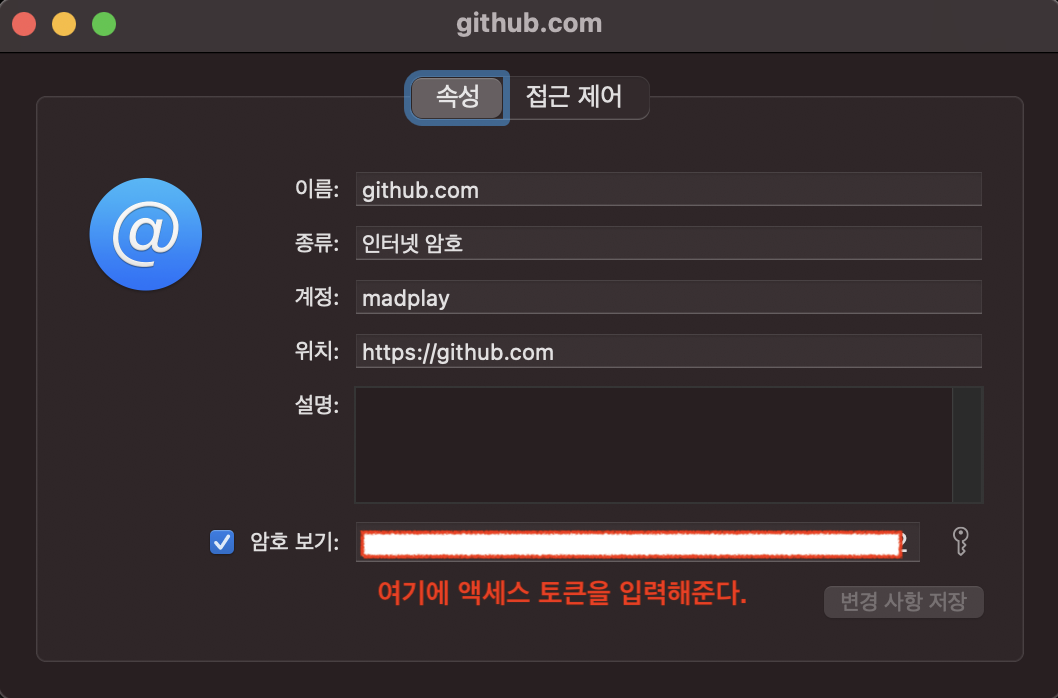 github.com
속성 접근 제어
@
이름: github.com
종류: 인터넷 암호
계정: madplay
위치: https://github.com
설명:
암호 보기: 2
여기에 액세스 토큰을 입력해준다.
변경 사항 저장